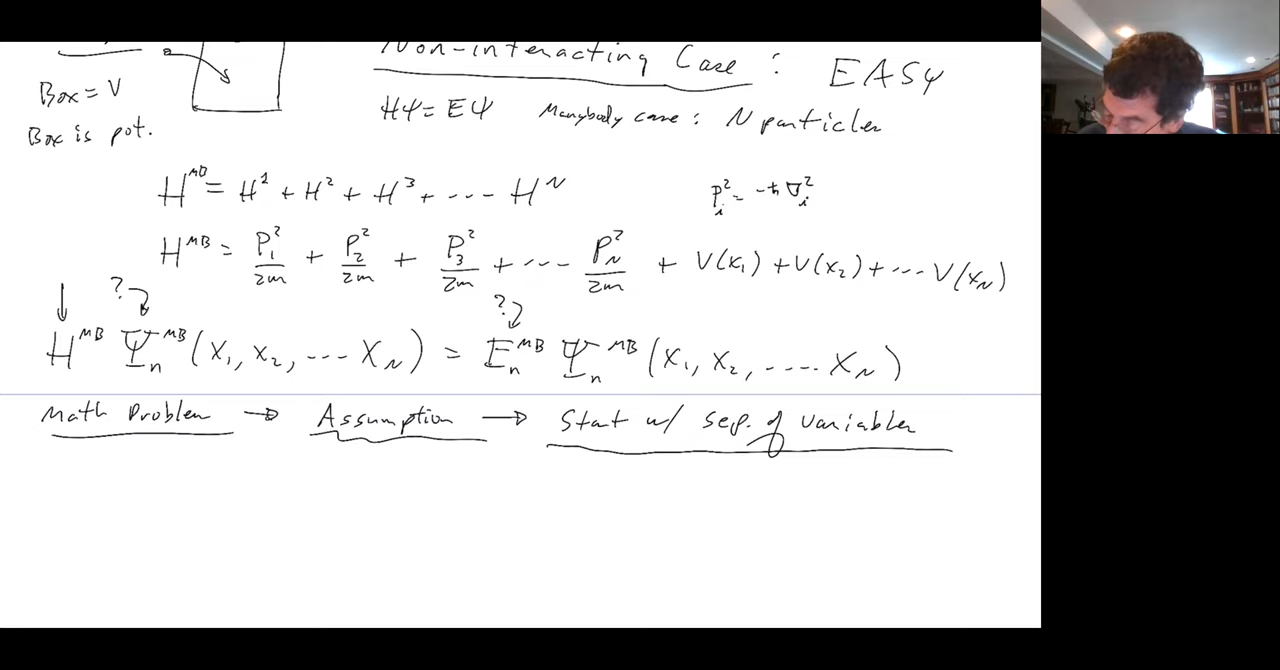 Non-interacting Case : EASY
Box = V
Hψ = Eψ Manybody case : N particles
Box is pot.
H^MB = H^1 + H^2 + H^3 + ---- H^N
p_i^2 = -ħ ∇_i^2
H^MB = P_1^2/2m + P_2^2/2m + P_3^2/2m + --- P_N^2/2m + V(x_1) + V(x_2) + --- V(x_N)
? ?
H^MB Ψ_n^MB (x_1, x_2, --- x_N) = E_n^MB Ψ_n^MB (x_1, x_2, ---- x_N)
Math Problem → Assumption → Start w/ sep. of variables